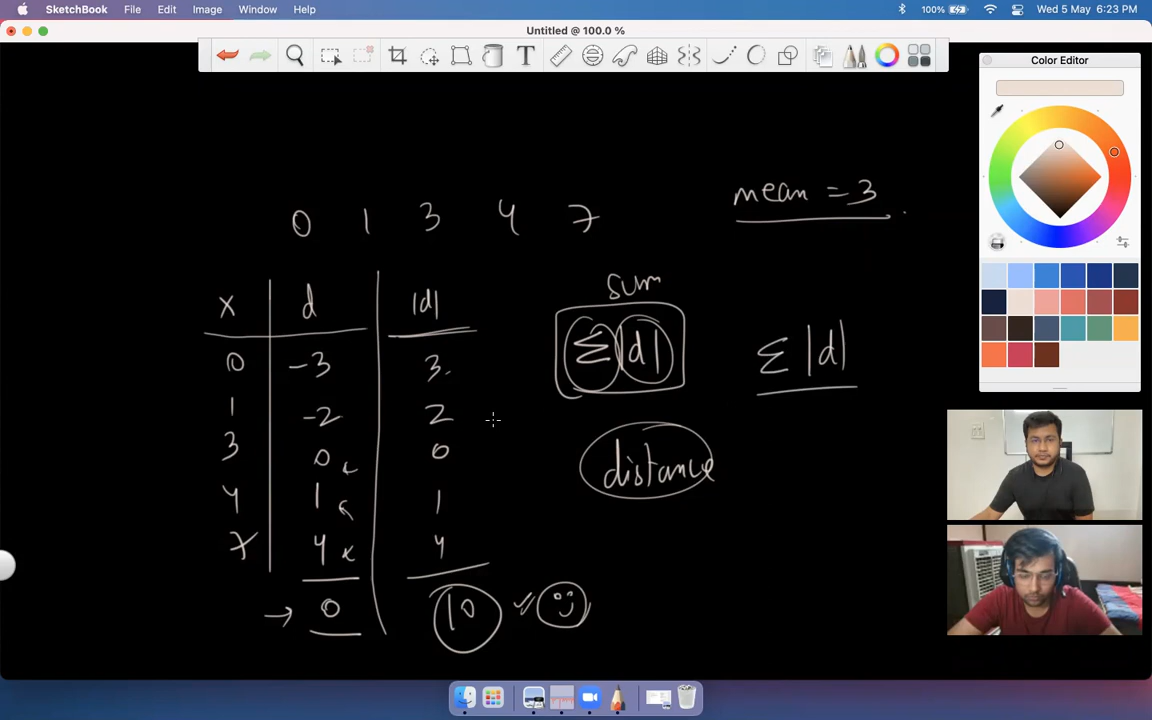 SketchBook File Edit Image Window Help 100% Wed 5 May 6:23 PM
Untitled @ 100.0 %
Color Editor
mean = 3
0 1 3 4 7
sum
x d |d|
Σ|d| Σ|d|
0 -3 3
1 -2 2
3 0 0
distance
4 1 1
7 4 4
→ 0 10